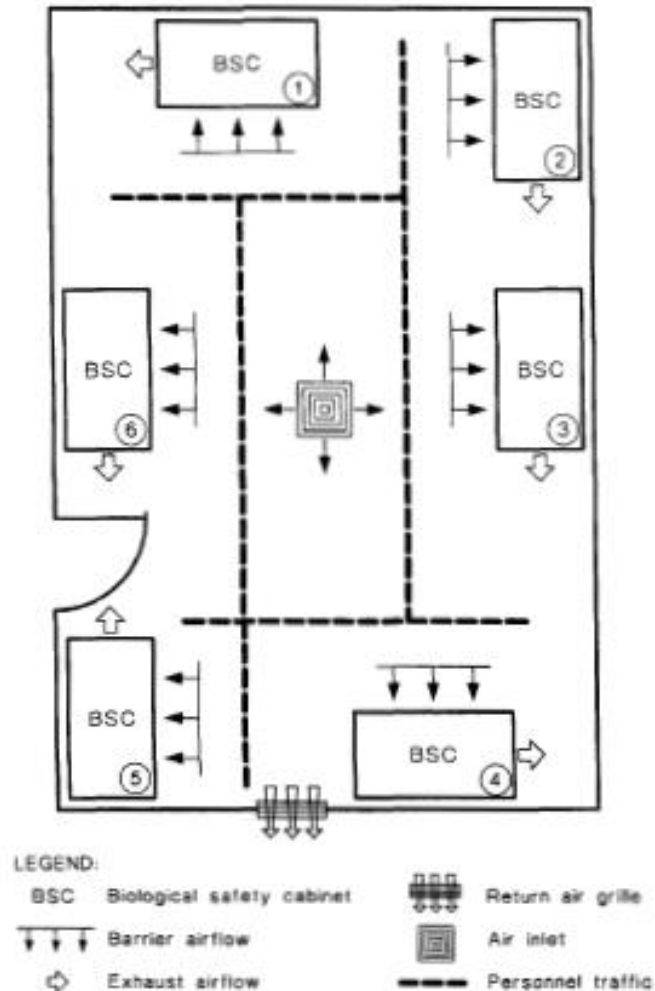 BSC
1
BSC
2
BSC
6
BSC
3
BSC
5
BSC
4
LEGEND:
BSC Biological safety cabinet
Return air grille
Barrier airflow
Air inlet
Exhaust airflow
Personnel traffic